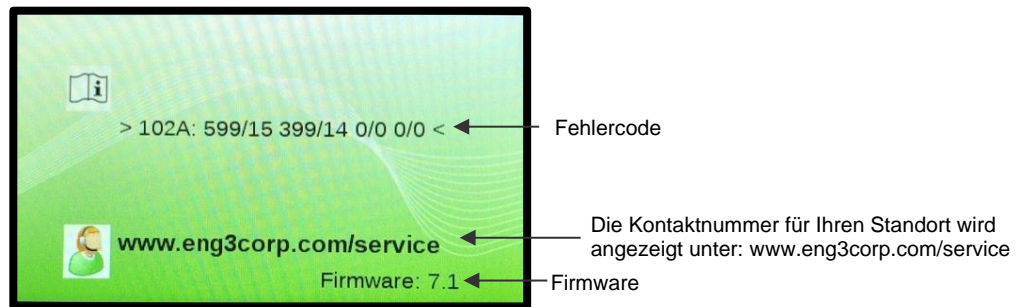 i
> 102A: 599/15 399/14 0/0 0/0 <
Fehlercode
www.eng3corp.com/service
Die Kontaktnummer für Ihren Standort wird
angezeigt unter: www.eng3corp.com/service
Firmware: 7.1
Firmware